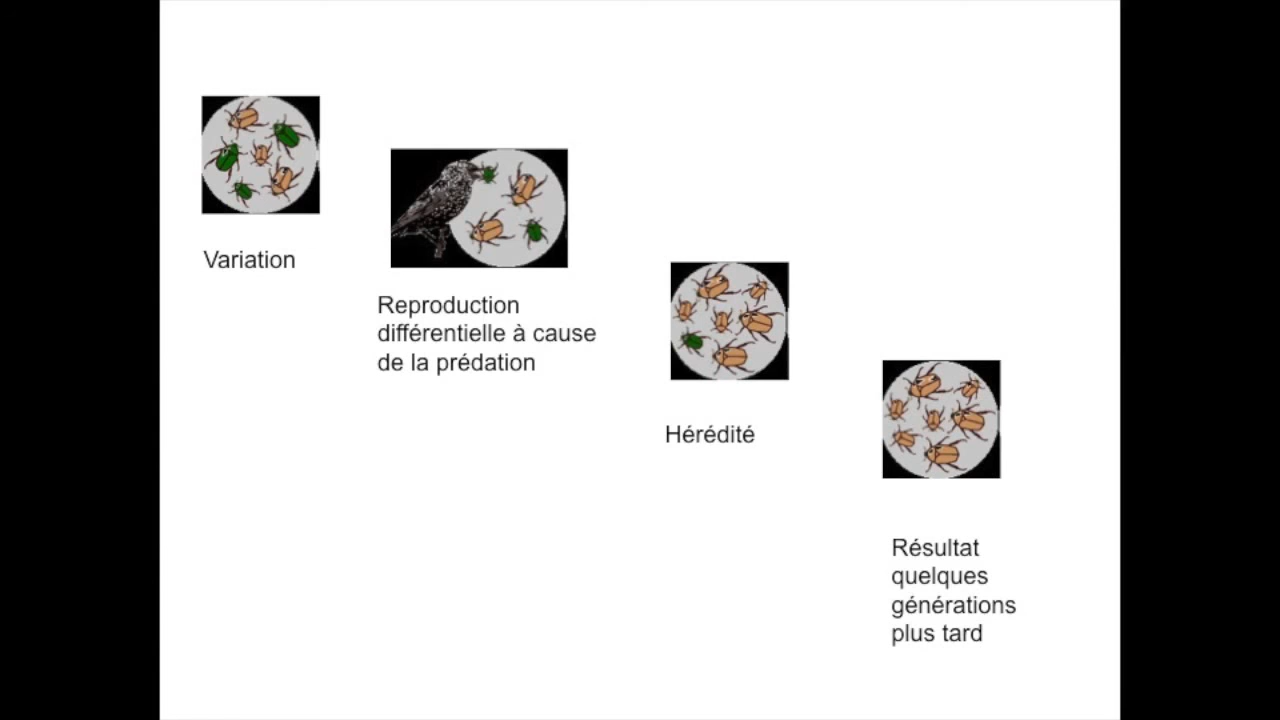 Variation
Reproduction
différentielle à cause
de la prédation
Hérédité
Résultat
quelques
générations
plus tard